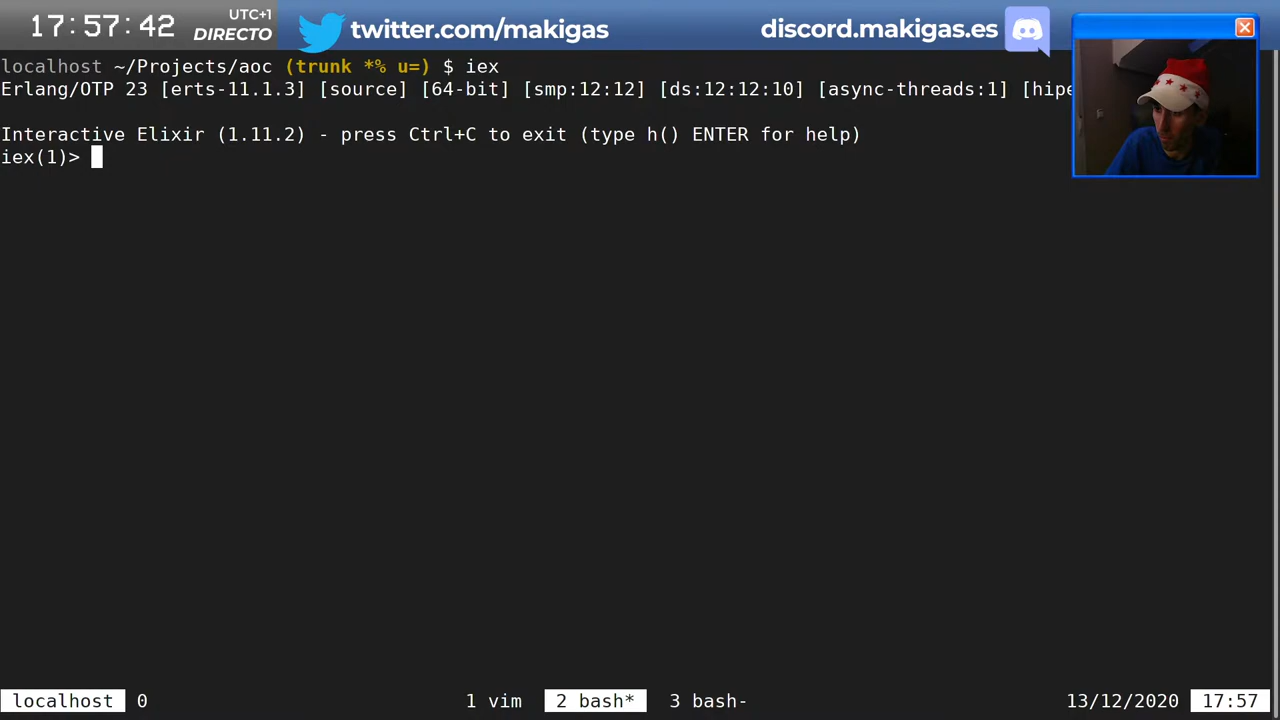 17:57:42 UTC+1 DIRECTO twitter.com/makigas discord.makigas.es
localhost ~/Projects/aoc (trunk *% u=) $ iex
Erlang/OTP 23 [erts-11.1.3] [source] [64-bit] [smp:12:12] [ds:12:12:10] [async-threads:1] [hipe
Interactive Elixir (1.11.2) - press Ctrl+C to exit (type h() ENTER for help)
iex(1)>
localhost 0 1 vim 2 bash* 3 bash- 13/12/2020 17:57